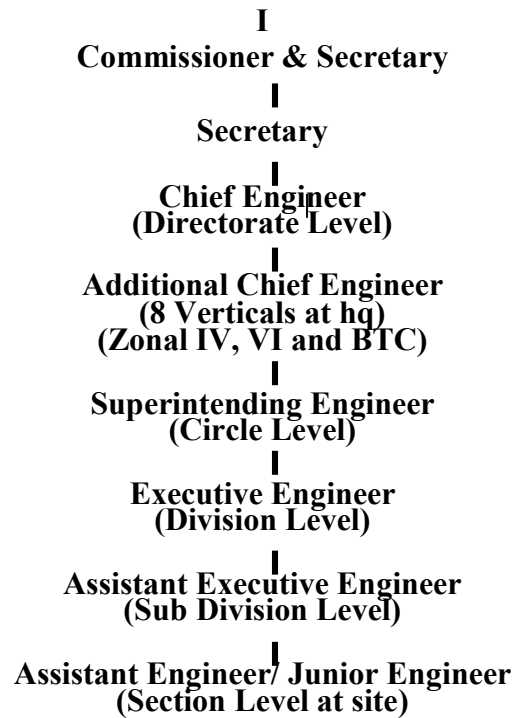 I
Commissioner & Secretary
Secretary
Chief Engineer
(Directorate Level)
Additional Chief Engineer
(8 Verticals at hq)
(Zonal IV, VI and BTC)
Superintending Engineer
(Circle Level)
Executive Engineer
(Division Level)
Assistant Executive Engineer
(Sub Division Level)
Assistant Engineer/ Junior Engineer
(Section Level at site)